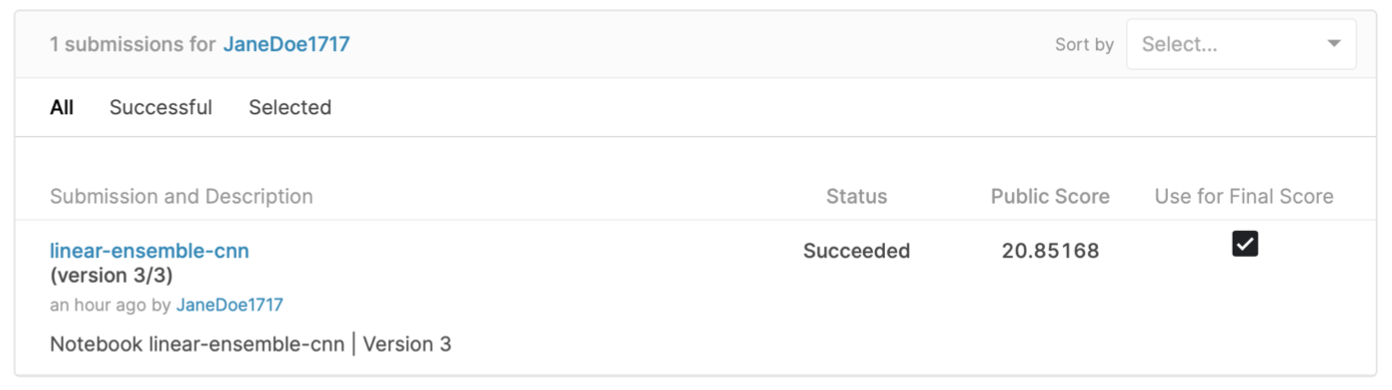 1 submissions for JaneDoe1717 Sort by Select...
All Successful Selected
Submission and Description Status Public Score Use for Final Score
linear-ensemble-cnn Succeeded 20.85168
(version 3/3)
an hour ago by JaneDoe1717
Notebook linear-ensemble-cnn | Version 3